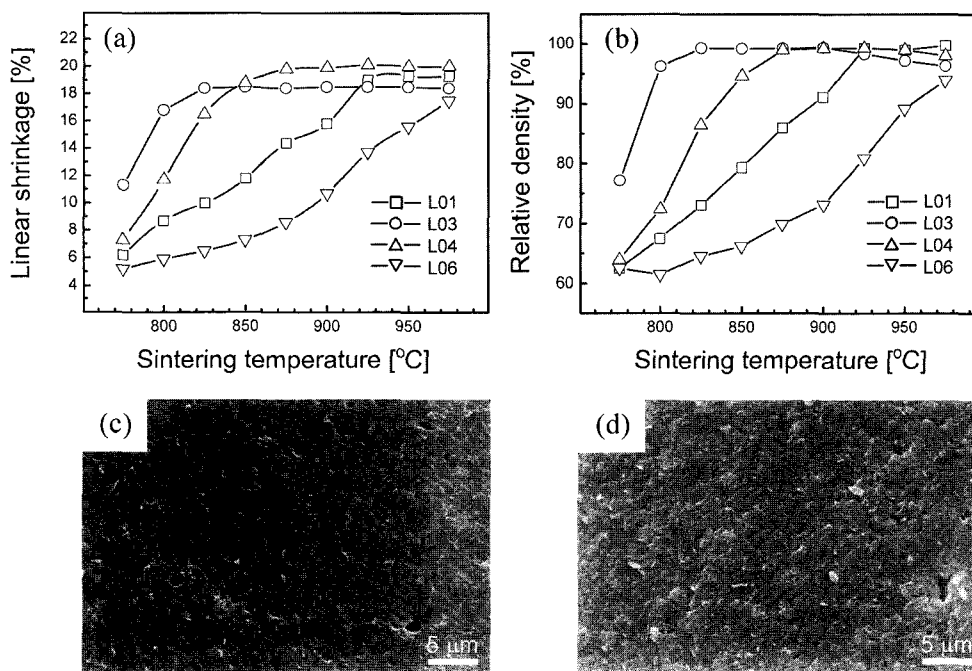 (a)
Linear shrinkage [%]
22
20
18
16
14
12
10
8
6
4
800
850
900
950
Sintering temperature [°C]
L01
L03
L04
L06
(b)
Relative density [%]
100
90
80
70
60
800
850
900
950
Sintering temperature [°C]
L01
L03
L04
L06
(c)
5 μm
(d)
5 μm